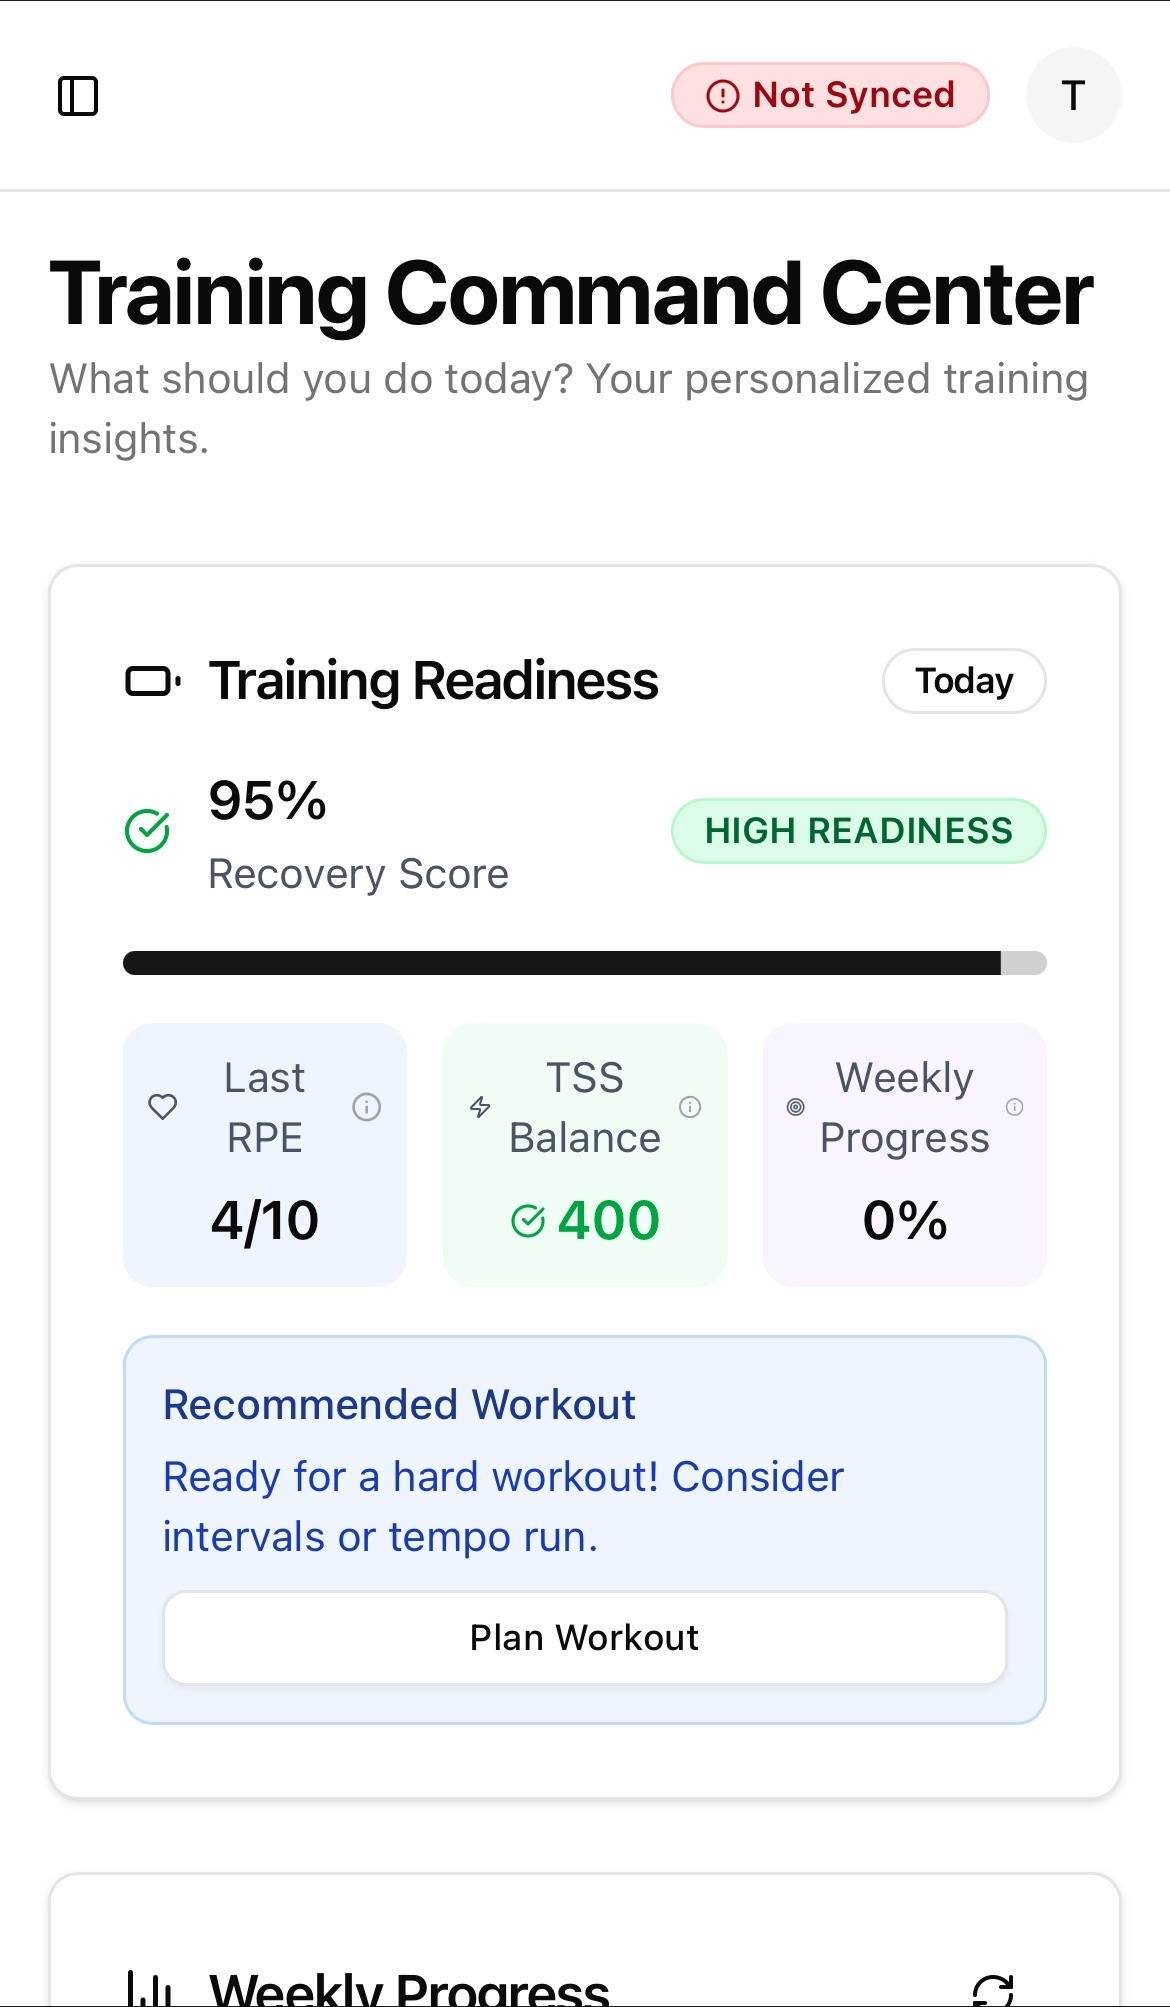 Not Synced
T
Training Command Center
What should you do today? Your personalized training
insights.
Training Readiness
Today
95%
Recovery Score
HIGH READINESS
Last
RPE
4/10
TSS
Balance
400
Weekly
Progress
0%
Recommended Workout
Ready for a hard workout! Consider
intervals or tempo run.
Plan Workout
Weekly Progress